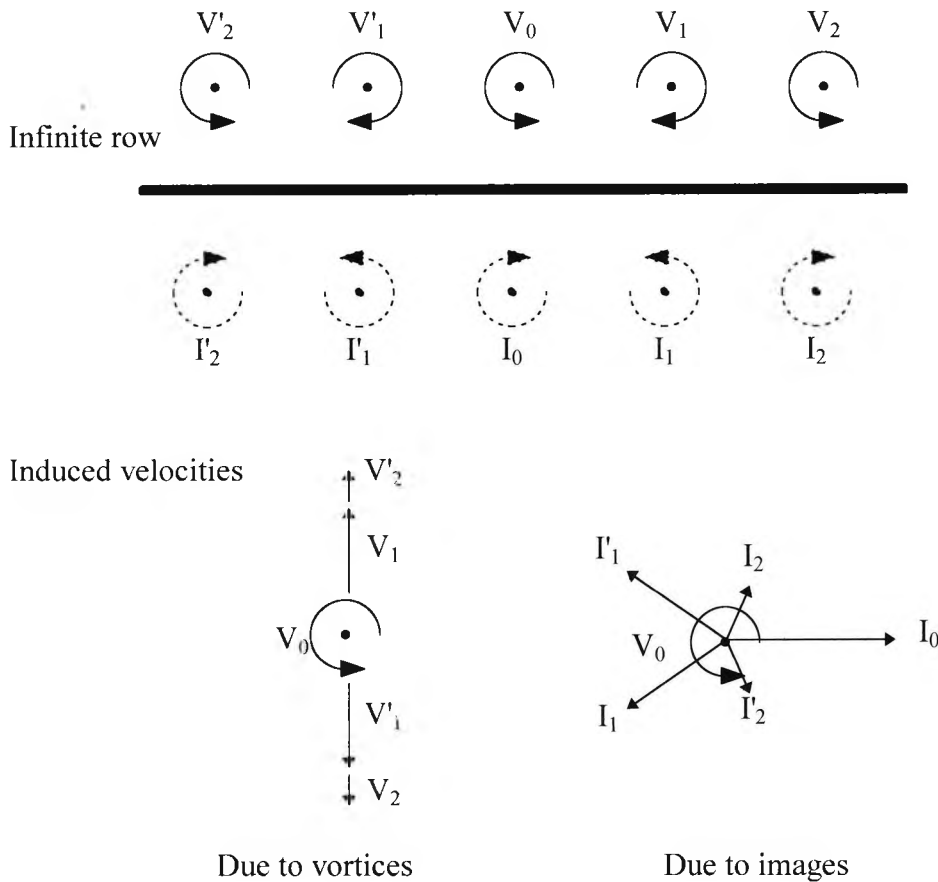 V'₂ V'₁ V₀ V₁ V₂
Infinite row
I'₂ I'₁ I₀ I₁ I₂
Induced velocities
V'₂
V₁
V₀
V'₁
V₂
I'₁ I₂
I₀
V₀
I₁ I'₂
Due to vortices Due to images